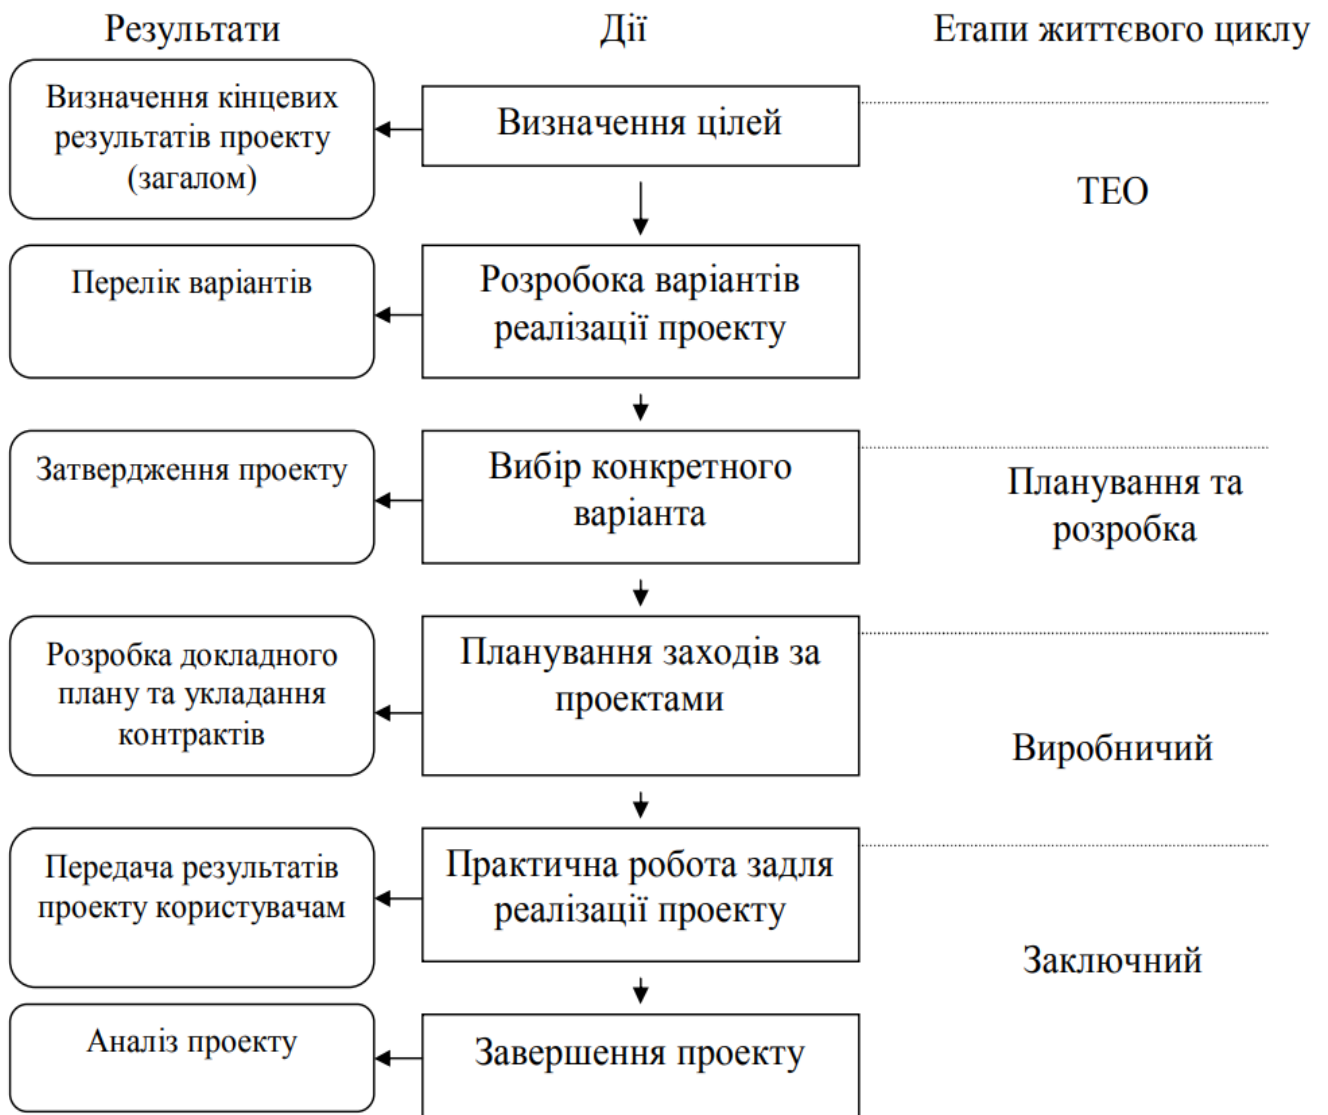 Результати
Дії
Етапи життєвого циклу
Визначення кінцевих
результатів проекту
(загалом)
Визначення цілей
ТЕО
Перелік варіантів
Розробока варіантів
реалізації проекту
Затвердження проекту
Вибір конкретного
варіанта
Планування та
розробка
Розробка докладного
плану та укладання
контрактів
Планування заходів за
проектами
Виробничий
Передача результатів
проекту користувачам
Практична робота задля
реалізації проекту
Заключний
Аналіз проекту
Завершення проекту